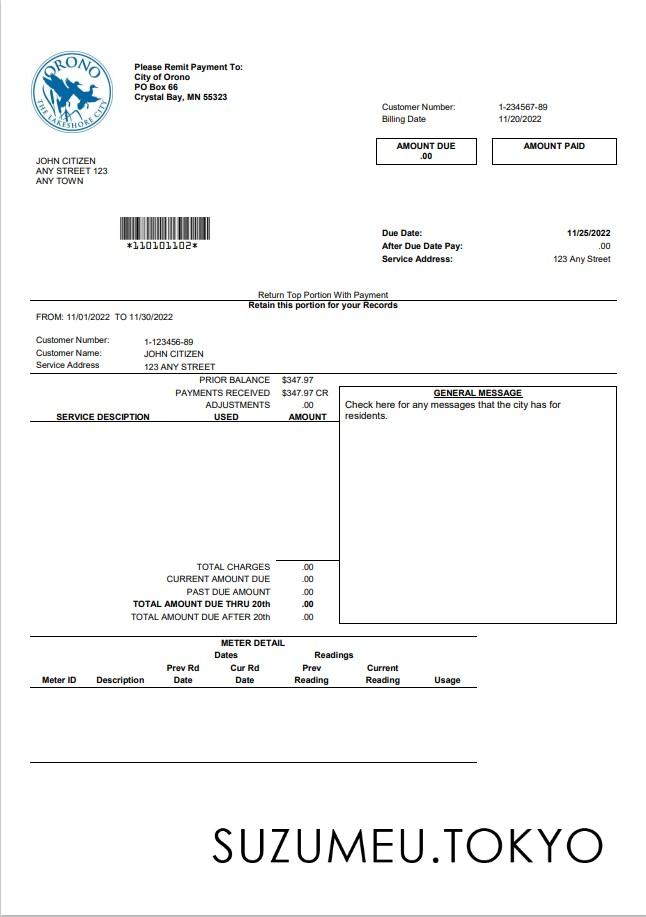 ORONO
THE LAKESHORE CITY
Please Remit Payment To:
City of Orono
PO Box 66
Crystal Bay, MN 55323
Customer Number: 1-234567-89
Billing Date 11/20/2022
AMOUNT DUE AMOUNT PAID
.00
JOHN CITIZEN
ANY STREET 123
ANY TOWN
*110101102*
Due Date: 11/25/2022
After Due Date Pay: .00
Service Address: 123 Any Street
Return Top Portion With Payment
Retain this portion for your Records
FROM: 11/01/2022 TO 11/30/2022
Customer Number: 1-123456-89
Customer Name: JOHN CITIZEN
Service Address 123 ANY STREET
PRIOR BALANCE $347.97
PAYMENTS RECEIVED $347.97 CR
ADJUSTMENTS .00
SERVICE DESCIPTION USED AMOUNT
GENERAL MESSAGE
Check here for any messages that the city has for
residents.
TOTAL CHARGES .00
CURRENT AMOUNT DUE .00
PAST DUE AMOUNT .00
TOTAL AMOUNT DUE THRU 20th .00
TOTAL AMOUNT DUE AFTER 20th .00
METER DETAIL
Dates Readings
Prev Rd Cur Rd Prev Current
Meter ID Description Date Date Reading Reading Usage
SUZUMEU.TOKYO